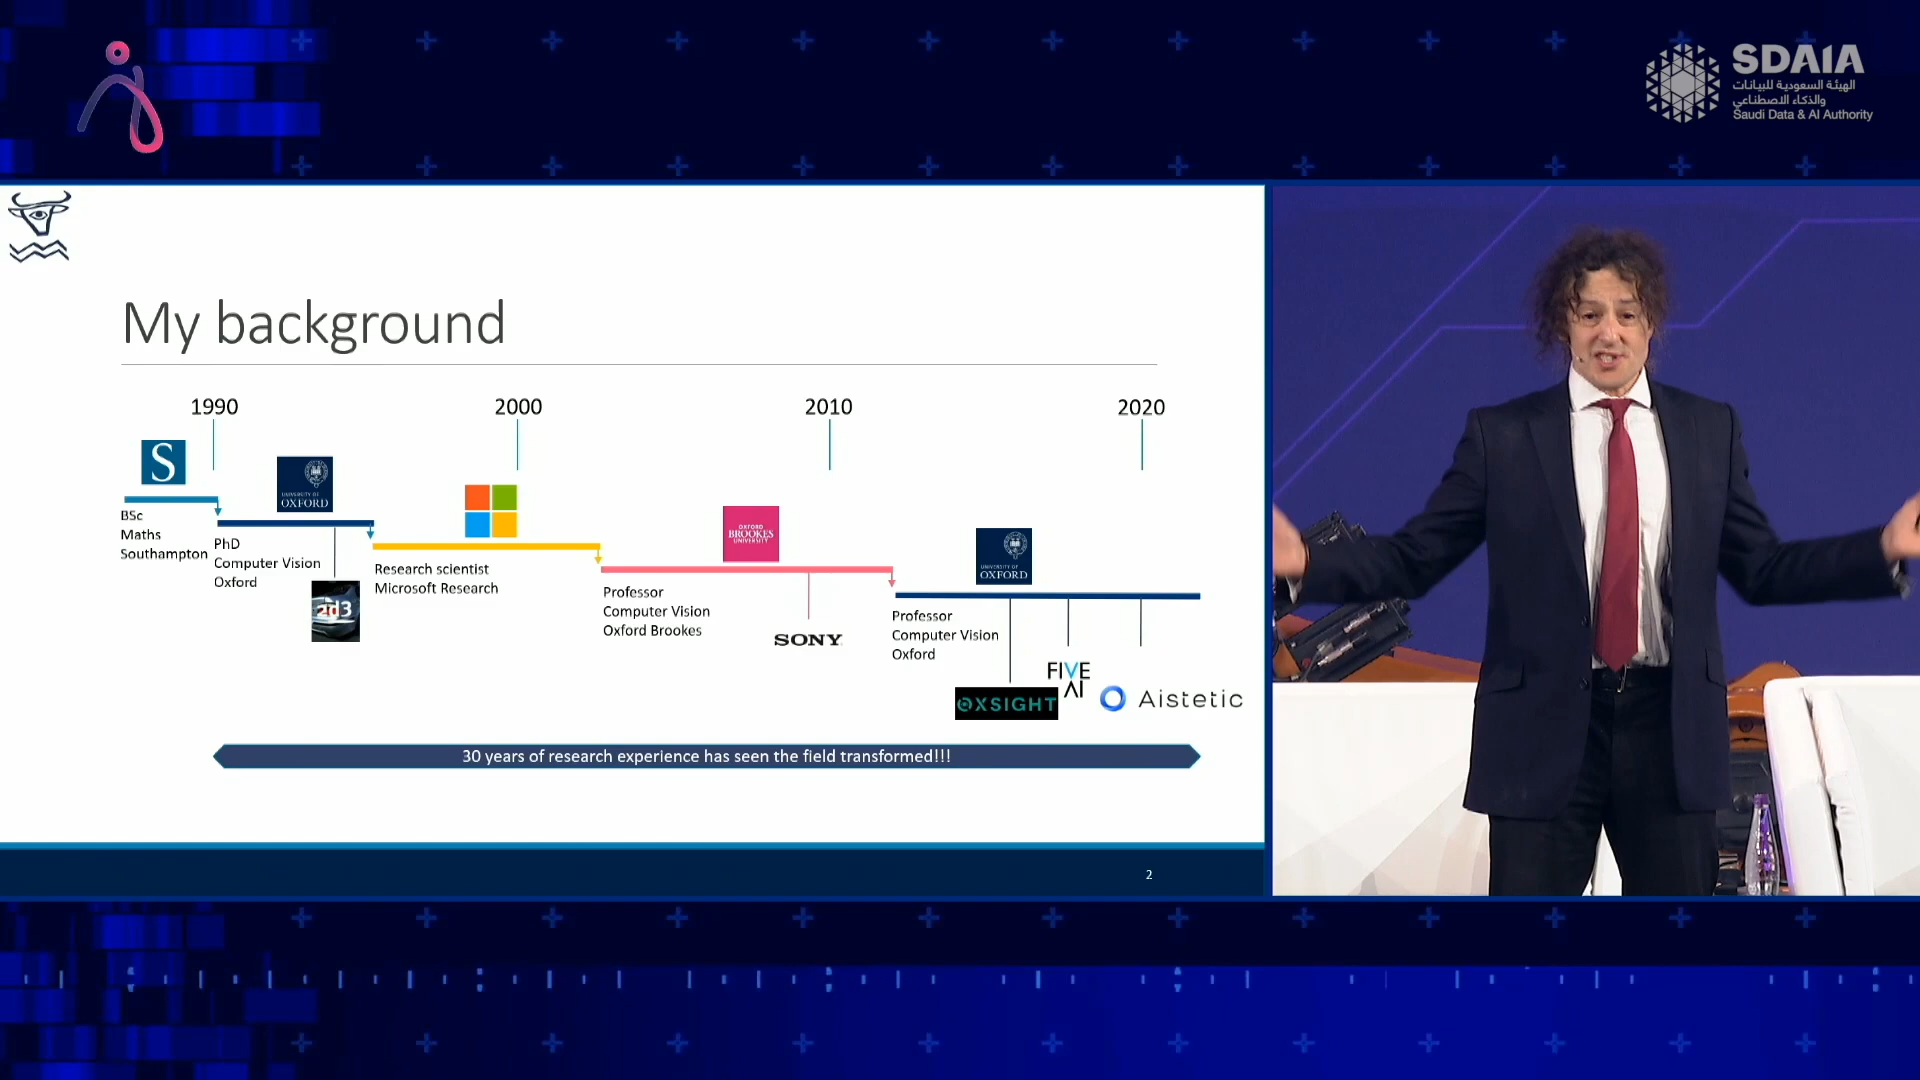 SDAIA
الهيئة السعودية للبيانات
والذكاء الاصطناعي
Saudi Data & AI Authority
My background
1990
2000
2010
2020
S
BSc
Maths
Southampton
UNIVERSITY OF
OXFORD
PhD
Computer Vision
Oxford
2d3
Research scientist
Microsoft Research
OXFORD
BROOKES
UNIVERSITY
Professor
Computer Vision
Oxford Brookes
SONY
UNIVERSITY OF
OXFORD
Professor
Computer Vision
Oxford
OXSIGHT
FIVE
AI
Aistetic
30 years of research experience has seen the field transformed!!!
2